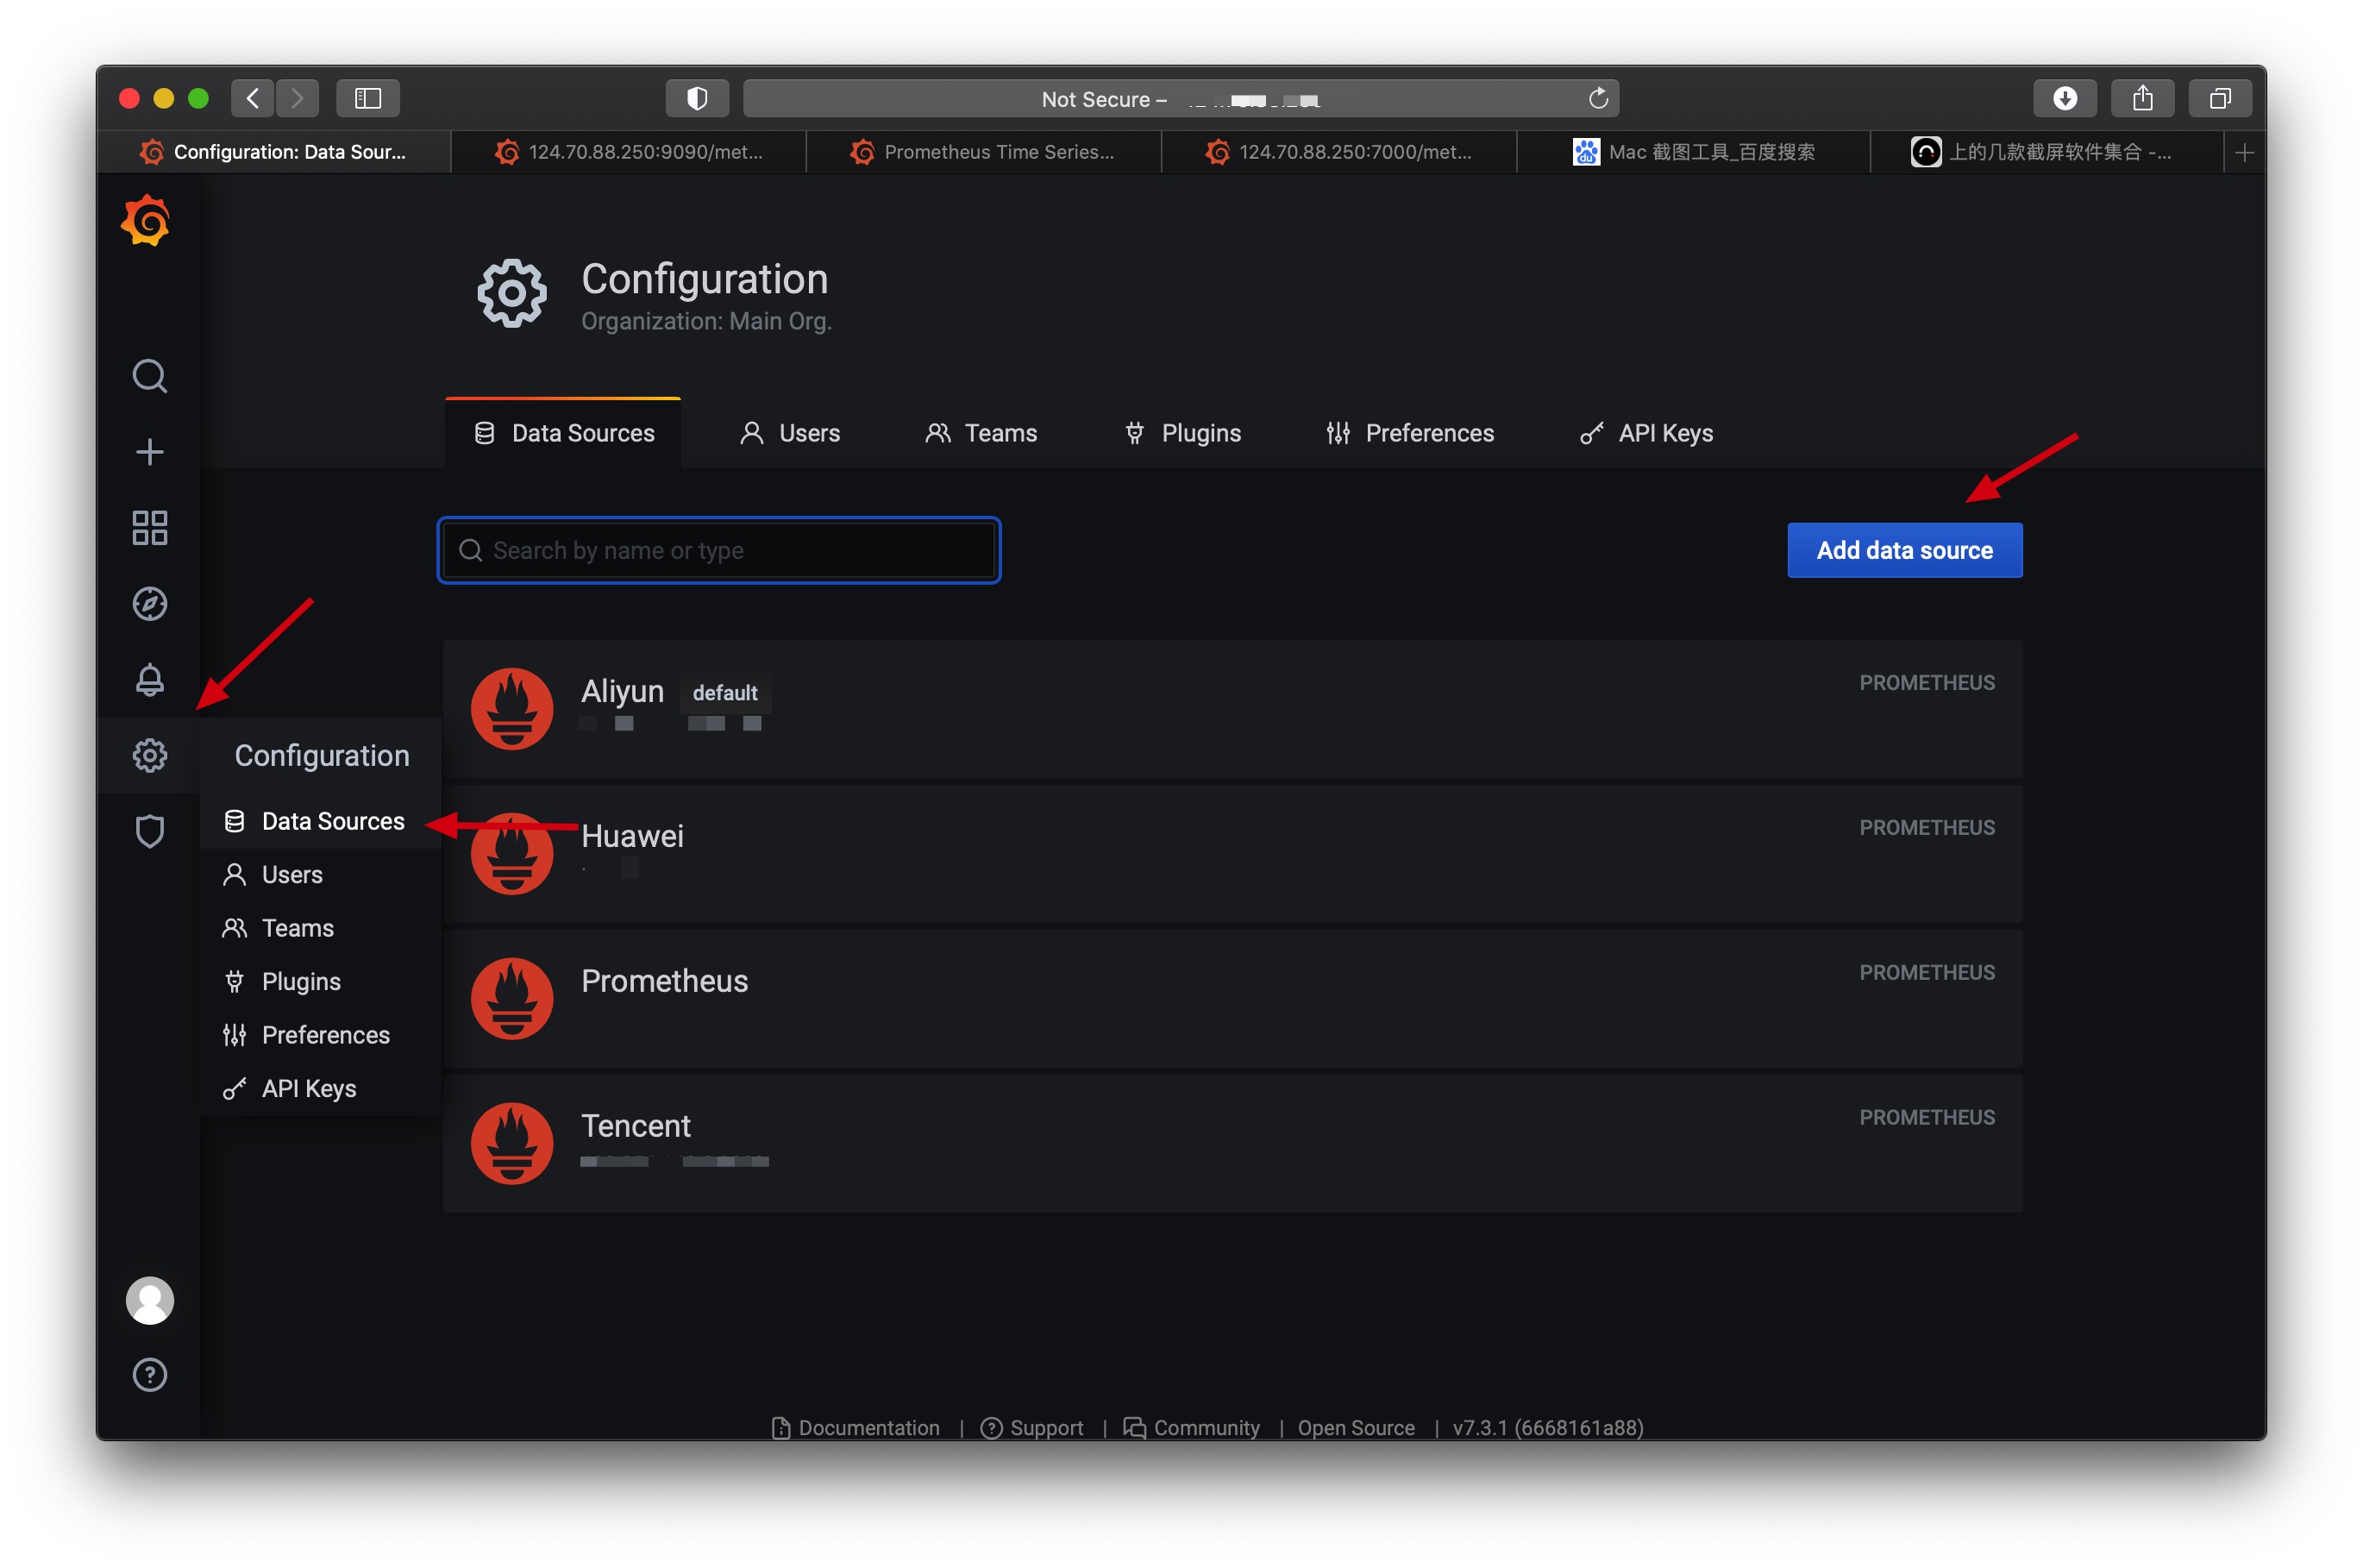 Not Secure –
Configuration: Data Sour...
124.70.88.250:9090/met...
Prometheus Time Series...
124.70.88.250:7000/met...
du
Mac 截图工具_百度搜索
上的几款截屏软件集合 -...
Configuration
Organization: Main Org.
Data Sources
Users
Teams
Plugins
Preferences
API Keys
Search by name or type
Add data source
Aliyun
default
PROMETHEUS
Huawei
PROMETHEUS
Prometheus
PROMETHEUS
Tencent
PROMETHEUS
Configuration
Data Sources
Users
Teams
Plugins
Preferences
API Keys
Documentation | Support | Community | Open Source | v7.3.1 (6668161a88)